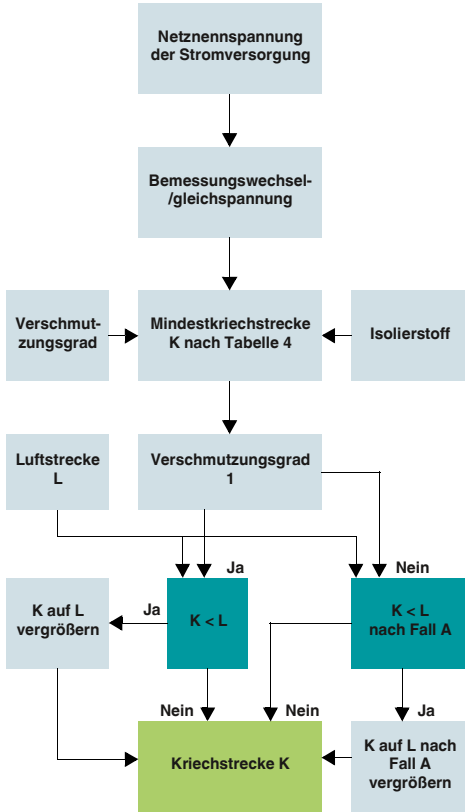 Netznennspannung
der Stromversorgung
Bemessungswechsel-
/gleichspannung
Verschmut-
zungsgrad
Mindestkriechstrecke
K nach Tabelle 4
Isolierstoff
Luftstrecke
L
Verschmutzungsgrad
1
Ja
Nein
K auf L
vergrößern
Ja
K < L
K < L
nach Fall A
Nein
Nein
Ja
Kriechstrecke K
K auf L nach
Fall A
vergrößern